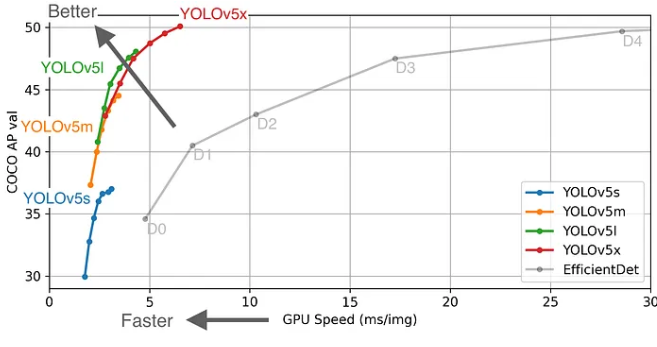 Better
YOLOv5x
50
D4
YOLOv5l
D3
45
YOLOv5m
D2
COCO AP val
40
D1
YOLOv5s
35
D0
30
YOLOv5s
YOLOv5m
YOLOv5l
YOLOv5x
EfficientDet
0 5 10 15 20 25 30
Faster
GPU Speed (ms/img)